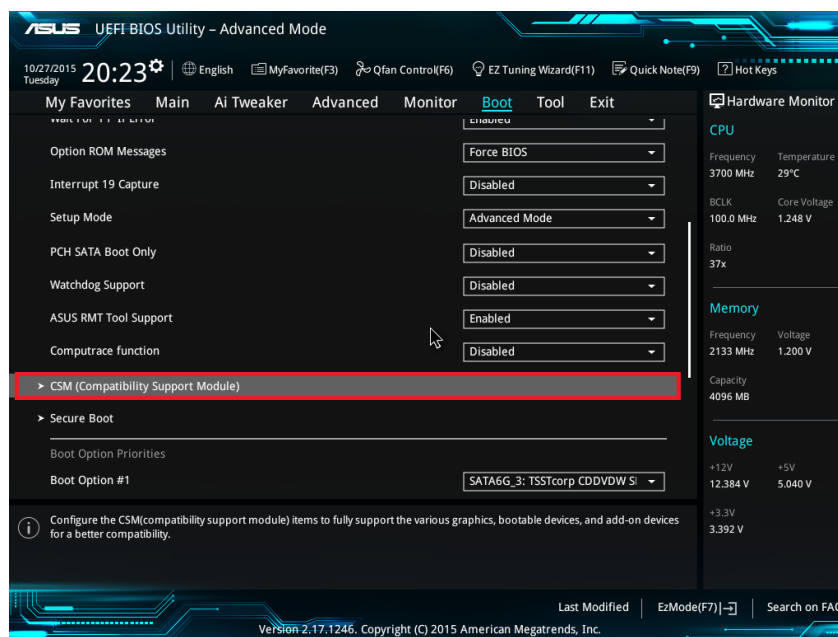 ASUS UEFI BIOS Utility – Advanced Mode
10/27/2015 Tuesday 20:23 English MyFavorite(F3) Qfan Control(F6) EZ Tuning Wizard(F11) Quick Note(F9) Hot Keys
My Favorites Main Ai Tweaker Advanced Monitor Boot Tool Exit
Enabled
Option ROM Messages Force BIOS
Interrupt 19 Capture Disabled
Setup Mode Advanced Mode
PCH SATA Boot Only Disabled
Watchdog Support Disabled
ASUS RMT Tool Support Enabled
Computrace function Disabled
CSM (Compatibility Support Module)
Secure Boot
Boot Option Priorities
Boot Option #1 SATA6G_3: TSSTcorp CDDVDW S
Configure the CSM(compatibility support module) items to fully support the various graphics, bootable devices, and add-on devices
for a better compatibility.
Hardware Monitor
CPU
Frequency Temperature
3700 MHz 29°C
BCLK Core Voltage
100.0 MHz 1.248 V
Ratio
37x
Memory
Frequency Voltage
2133 MHz 1.200 V
Capacity
4096 MB
Voltage
+12V +5V
12.384 V 5.040 V
+3.3V
3.392 V
Last Modified EzMode(F7) Search on FAQ
Version 2.17.1246. Copyright (C) 2015 American Megatrends, Inc.